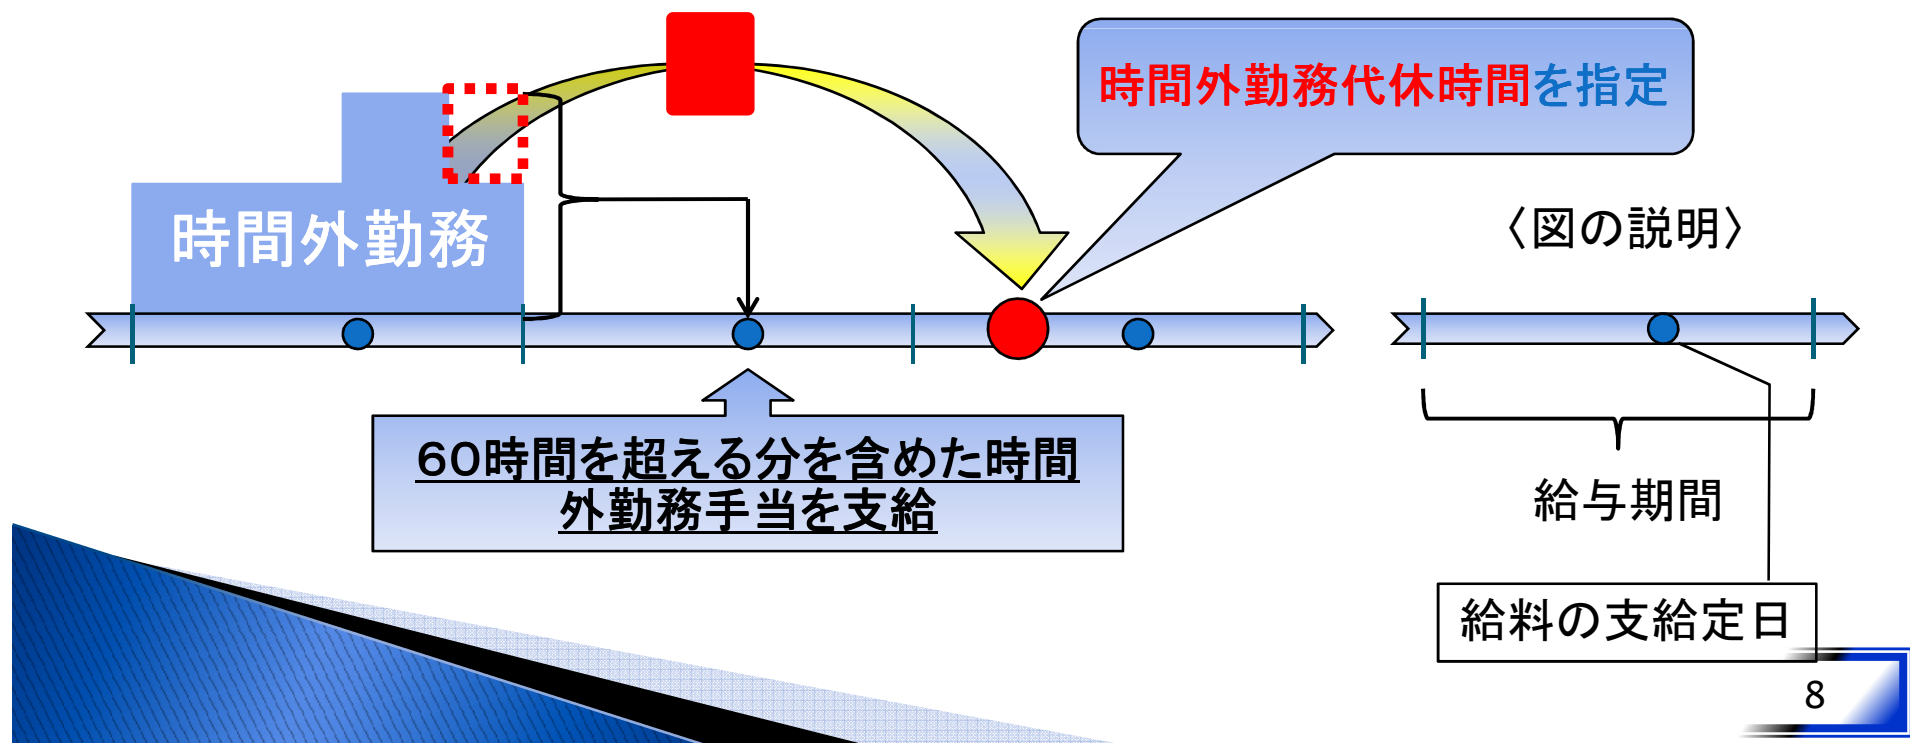 時間外勤務代休時間を指定
時間外勤務
〈図の説明〉
60時間を超える分を含めた時間
外勤務手当を支給
給与期間
給料の支給定日
8